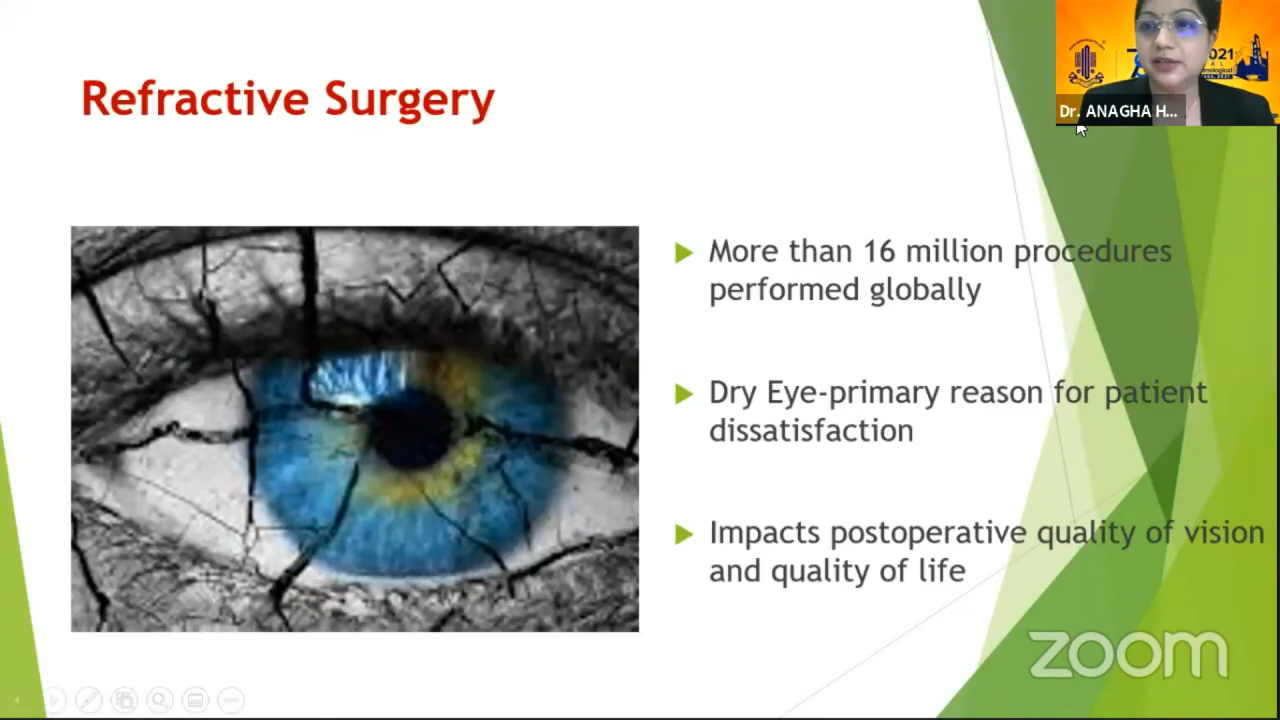 Refractive Surgery
More than 16 million procedures
performed globally
Dry Eye-primary reason for patient
dissatisfaction
Impacts postoperative quality of vision
and quality of life
2021
Dr. ANAGHA H...
zoom